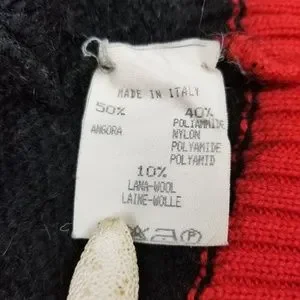 MADE IN ITALY
50% 40%
ANGORA POLIAMMIDE
NYLON
POLYAMIDE
POLYAMID
10%
LANA-WOOL
LAINE-WOLLE
A P